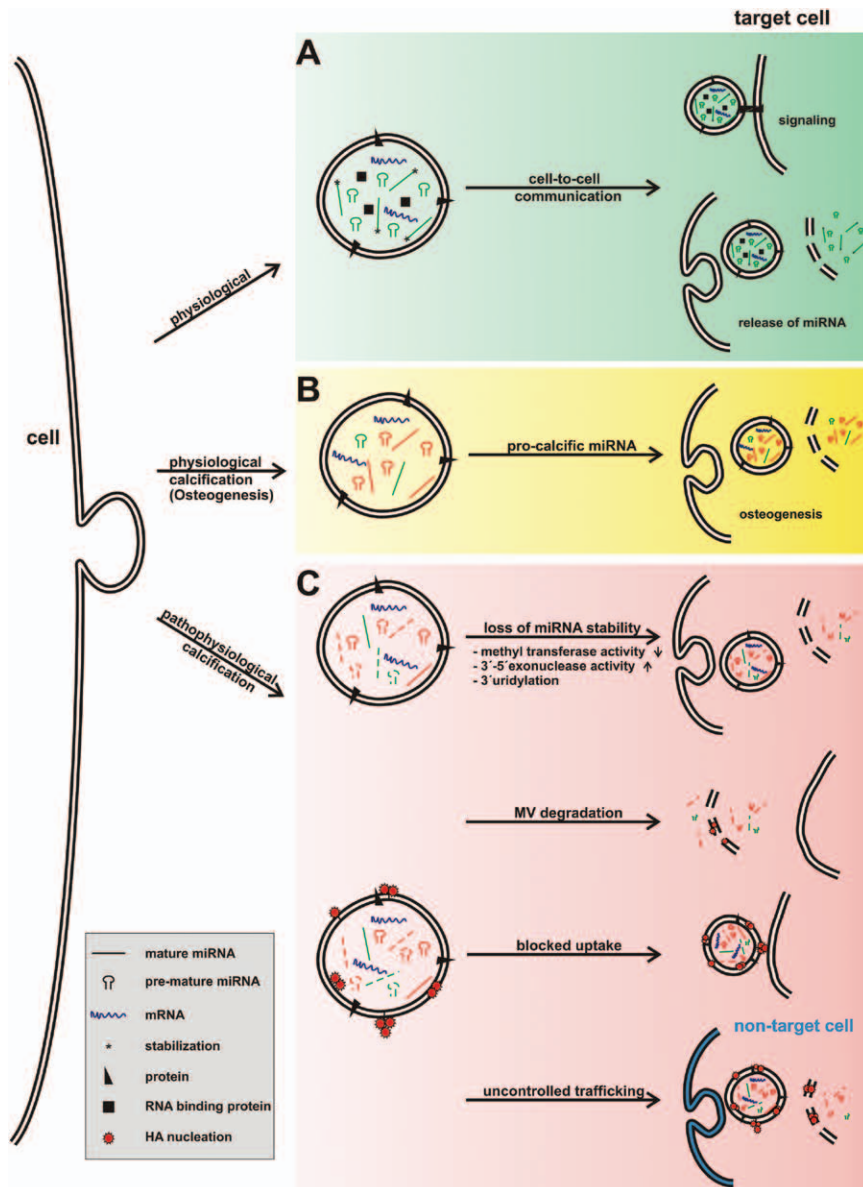 target cell
A
signaling
cell-to-cell
communication
physiological
release of miRNA
B
cell
pro-calcific miRNA
physiological
calcification
(Osteogenesis)
osteogenesis
C
pathophysiological
calcification
loss of miRNA stability
- methyl transferase activity ↓
- 3´-5´exonuclease activity ↑
- 3´uridylation
MV degradation
blocked uptake
non-target cell
uncontrolled trafficking
mature miRNA
pre-mature miRNA
mRNA
* stabilization
protein
RNA binding protein
HA nucleation